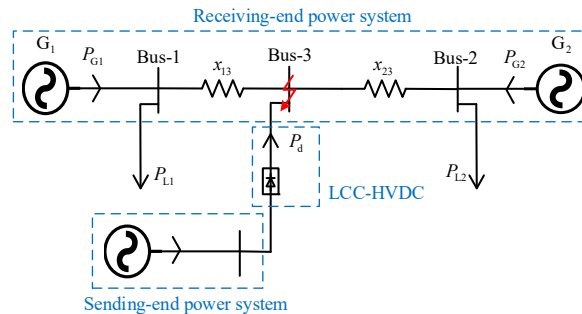 Receiving-end power system
G1
PG1
Bus-1
x13
Bus-3
x23
Bus-2
PG2
G2
PL1
Pd
PL2
LCC-HVDC
Sending-end power system